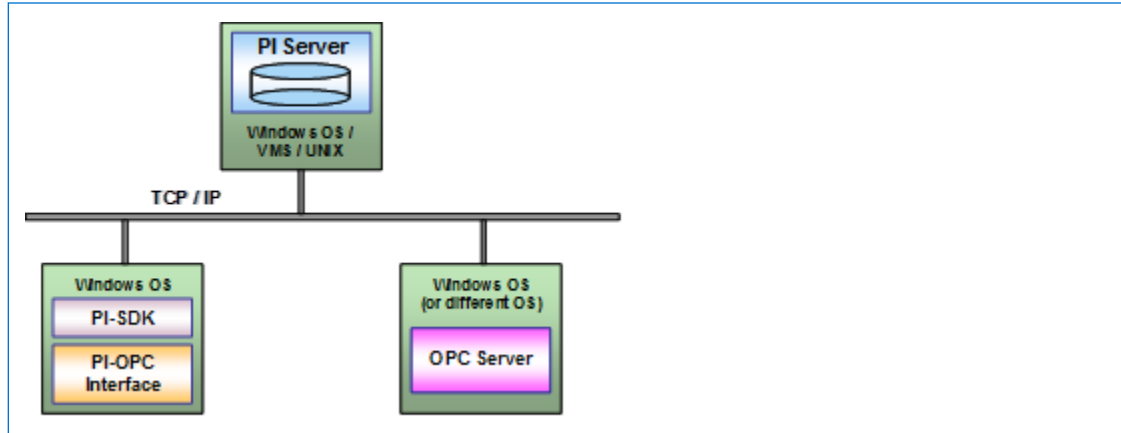 PI Server
Windows OS /
VMS / UNIX
TCP / IP
Windows OS
PI-SDK
PI-OPC
Interface
Windows OS
(or different OS)
OPC Server